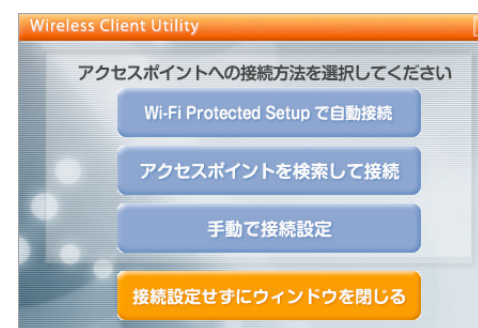 Wireless Client Utility
アクセスポイントへの接続方法を選択してください
Wi-Fi Protected Setup で自動接続
アクセスポイントを検索して接続
手動で接続設定
接続設定せずにウィンドウを閉じる